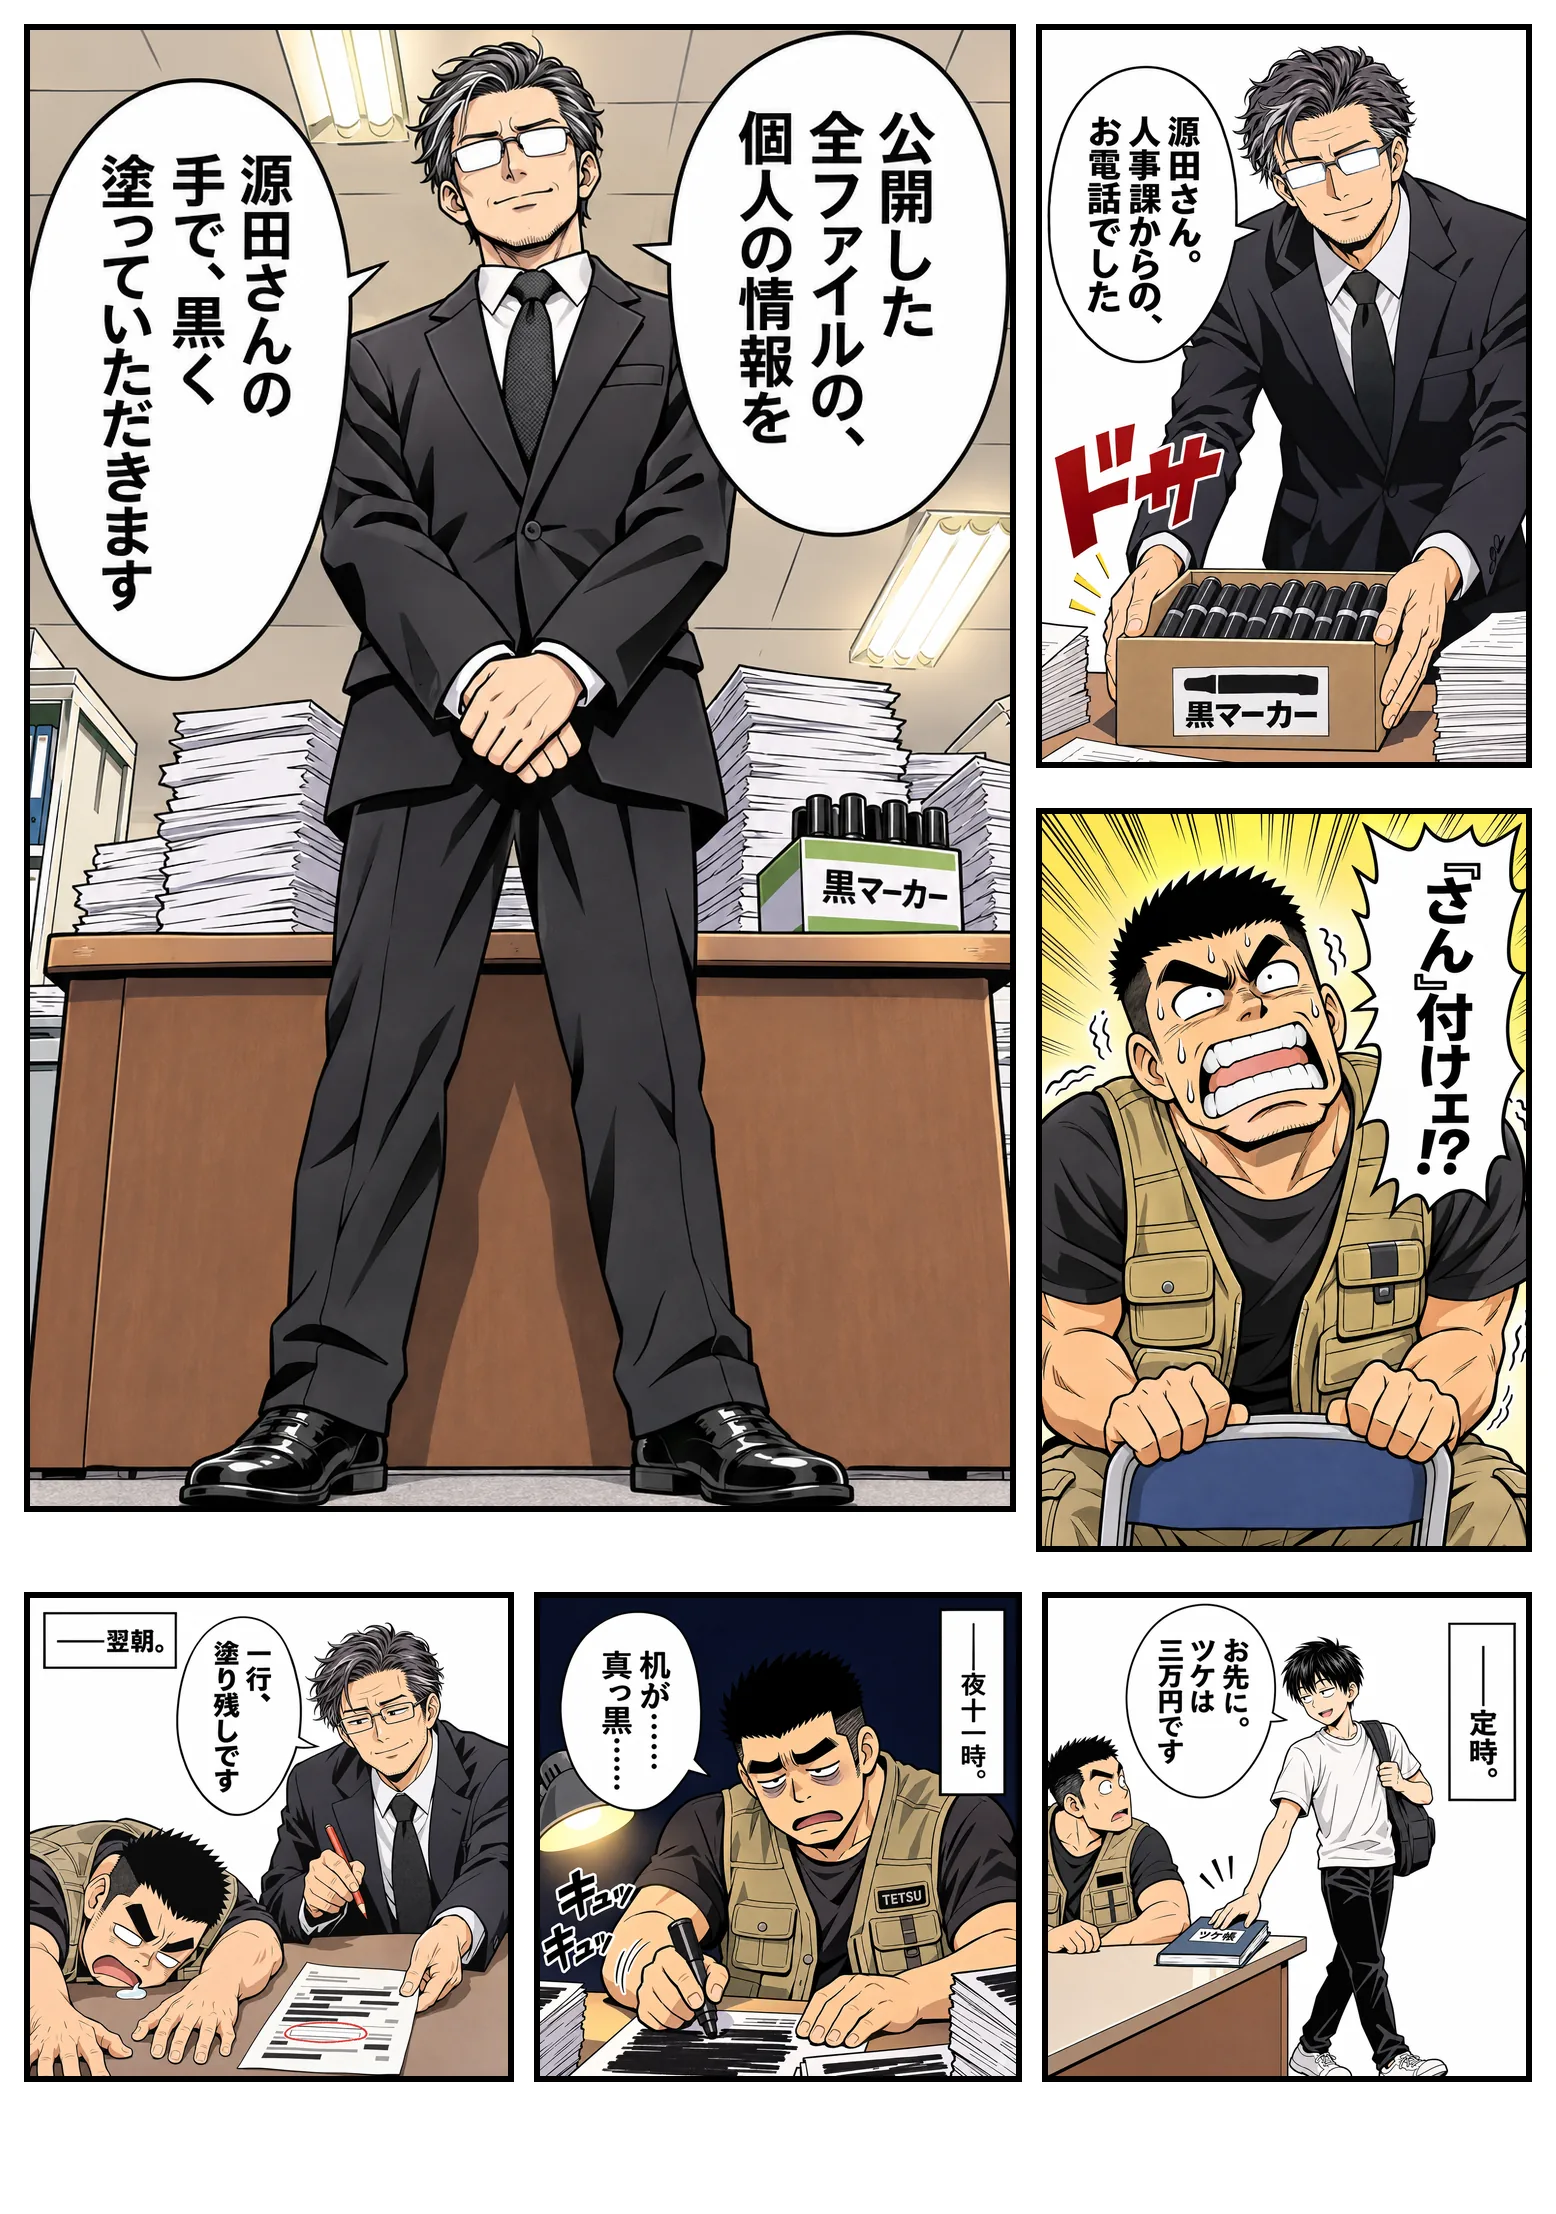 源田さん。
人事課からの、
お電話でした
ドサ
黒マーカー
『さん』付けェ!?
公開した
全ファイルの、
個人の情報を
源田さんの
手で、黒く
塗っていただきます
黒マーカー
――定時。
お先に。
ツケは
三万円です
ツケ帳
――夜十一時。
机が……
真っ黒……
キュッ
キュッ
TETSU
――翌朝。
一行、
塗り残しです